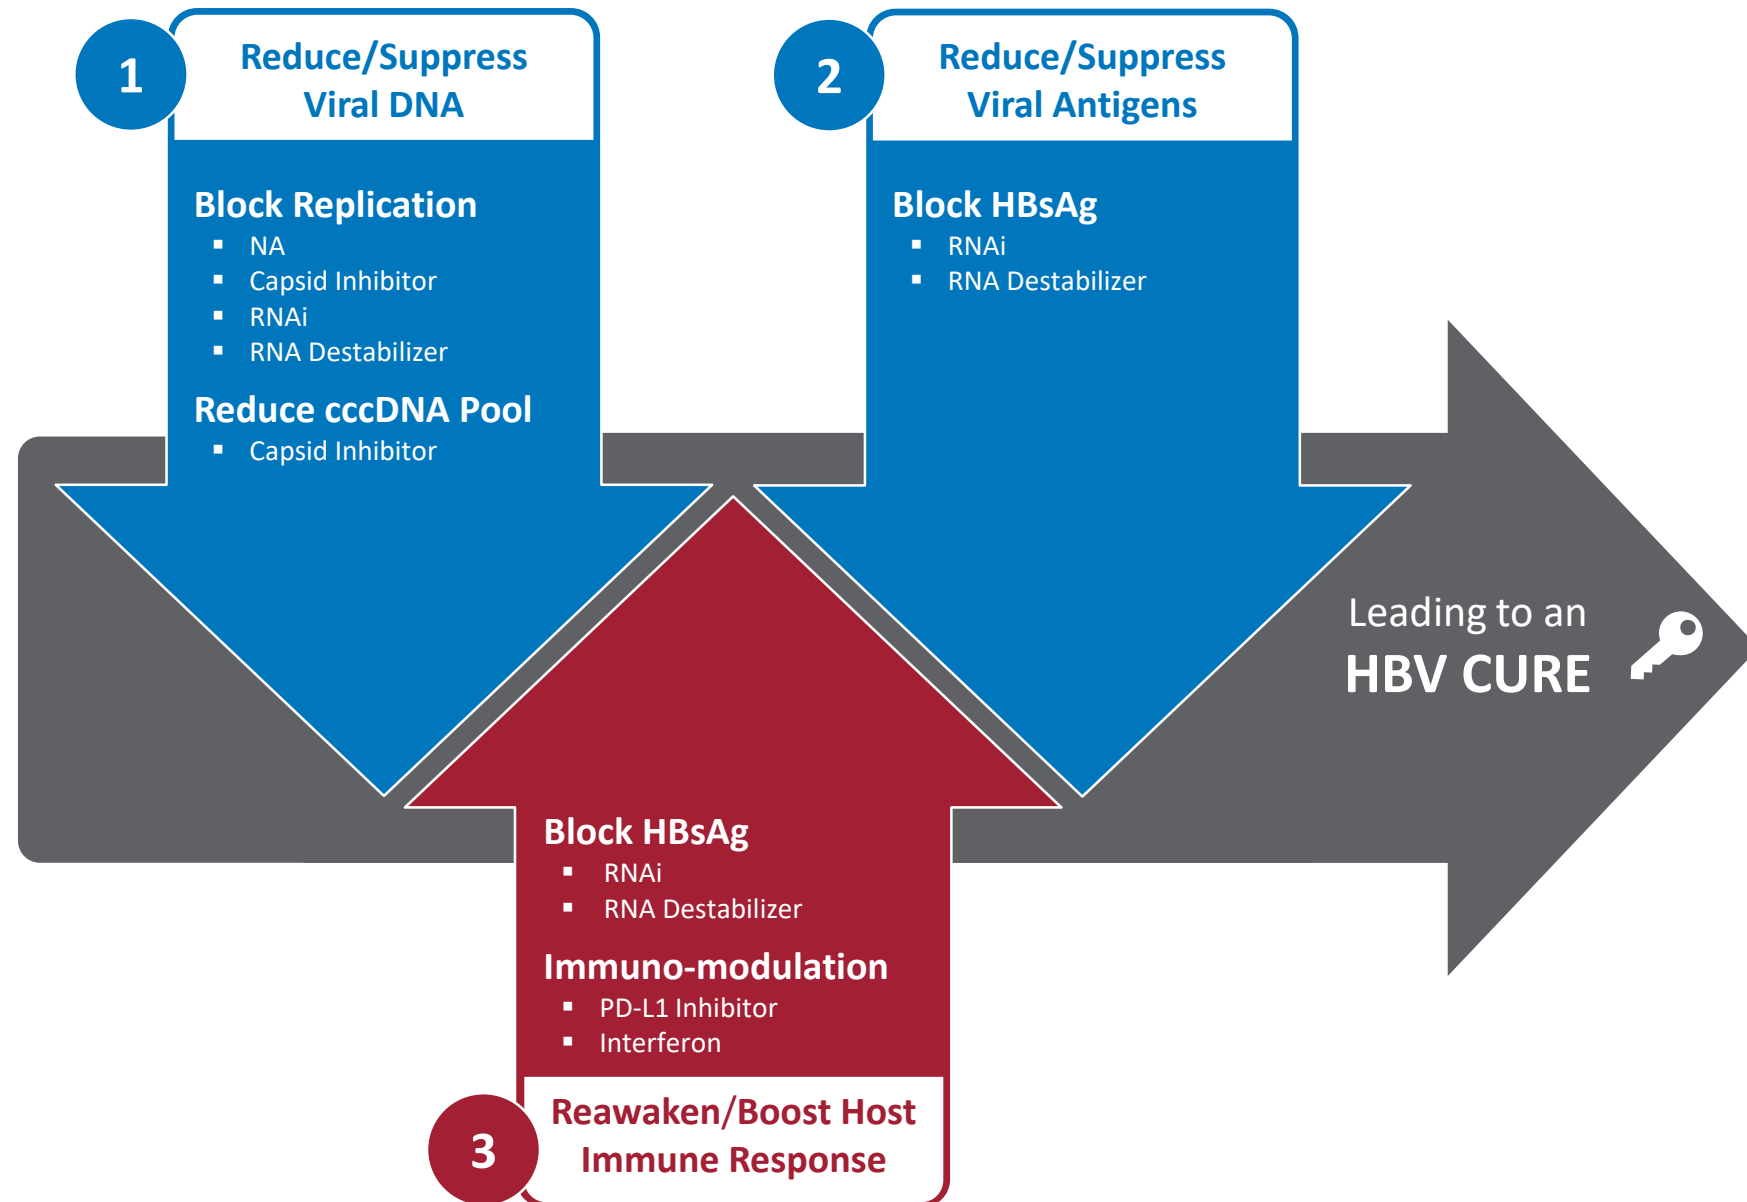 1
Reduce/Suppress
Viral DNA
Block Replication
▪ NA
▪ Capsid Inhibitor
▪ RNAi
▪ RNA Destabilizer
Reduce cccDNA Pool
▪ Capsid Inhibitor
2
Reduce/Suppress
Viral Antigens
Block HBsAg
▪ RNAi
▪ RNA Destabilizer
Leading to an
HBV CURE
Block HBsAg
▪ RNAi
▪ RNA Destabilizer
Immuno-modulation
▪ PD-L1 Inhibitor
▪ Interferon
3
Reawaken/Boost Host
Immune Response